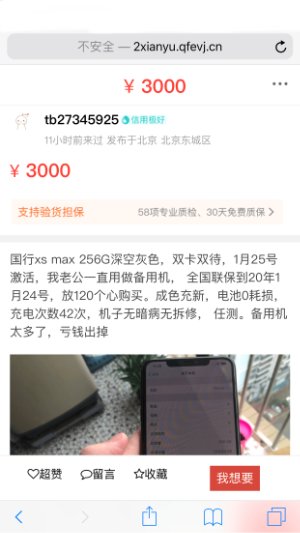 不安全 — 2xianyu.qfevj.cn
¥ 3000
tb27345925 信用极好
11小时前来过 发布于北京 北京东城区
¥ 3000
支持验货担保 58项专业质检，30天免费质保
国行xs max 256G深空灰色，双卡双待，1月25号
激活，我老公一直用做备用机， 全国联保到20年1
月24号，放120个心购买。成色充新，电池0耗损，
充电次数42次，机子无暗病无拆修， 任测。备用机
太多了，亏钱出掉
超赞 留言 收藏 我想要